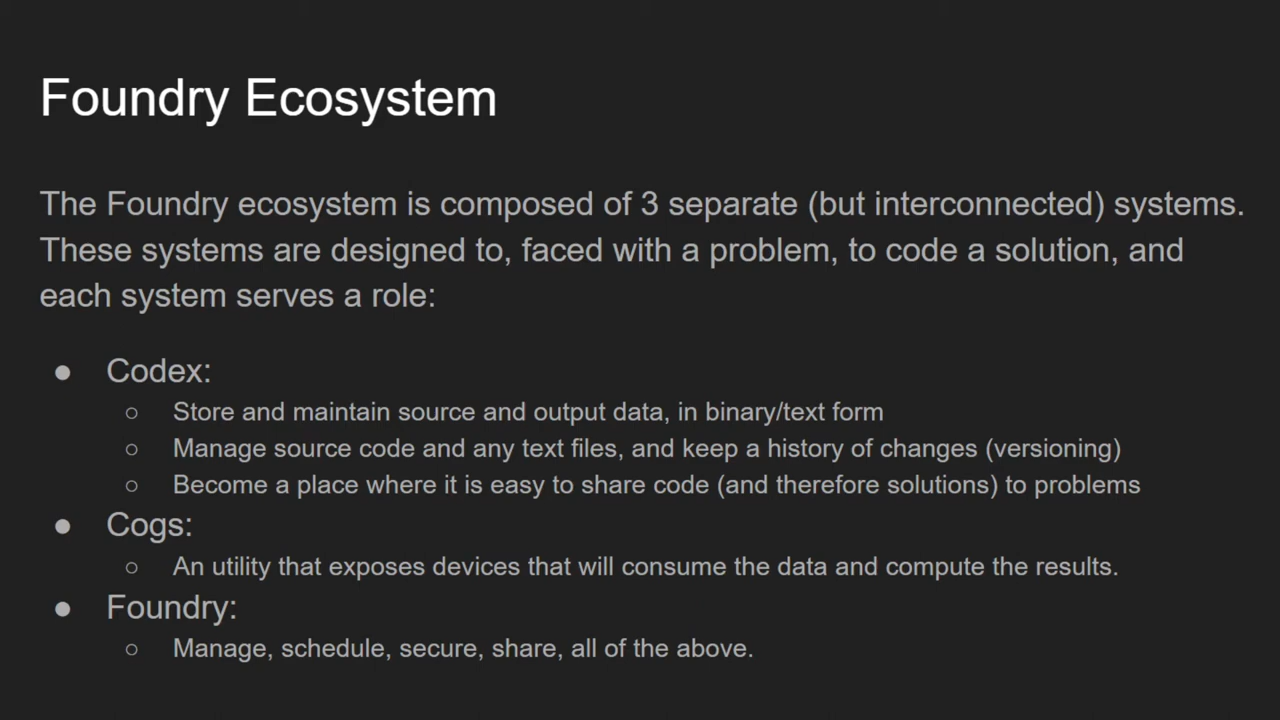 Foundry Ecosystem
The Foundry ecosystem is composed of 3 separate (but interconnected) systems.
These systems are designed to, faced with a problem, to code a solution, and
each system serves a role:
● Codex:
○ Store and maintain source and output data, in binary/text form
○ Manage source code and any text files, and keep a history of changes (versioning)
○ Become a place where it is easy to share code (and therefore solutions) to problems
● Cogs:
○ An utility that exposes devices that will consume the data and compute the results.
● Foundry:
○ Manage, schedule, secure, share, all of the above.